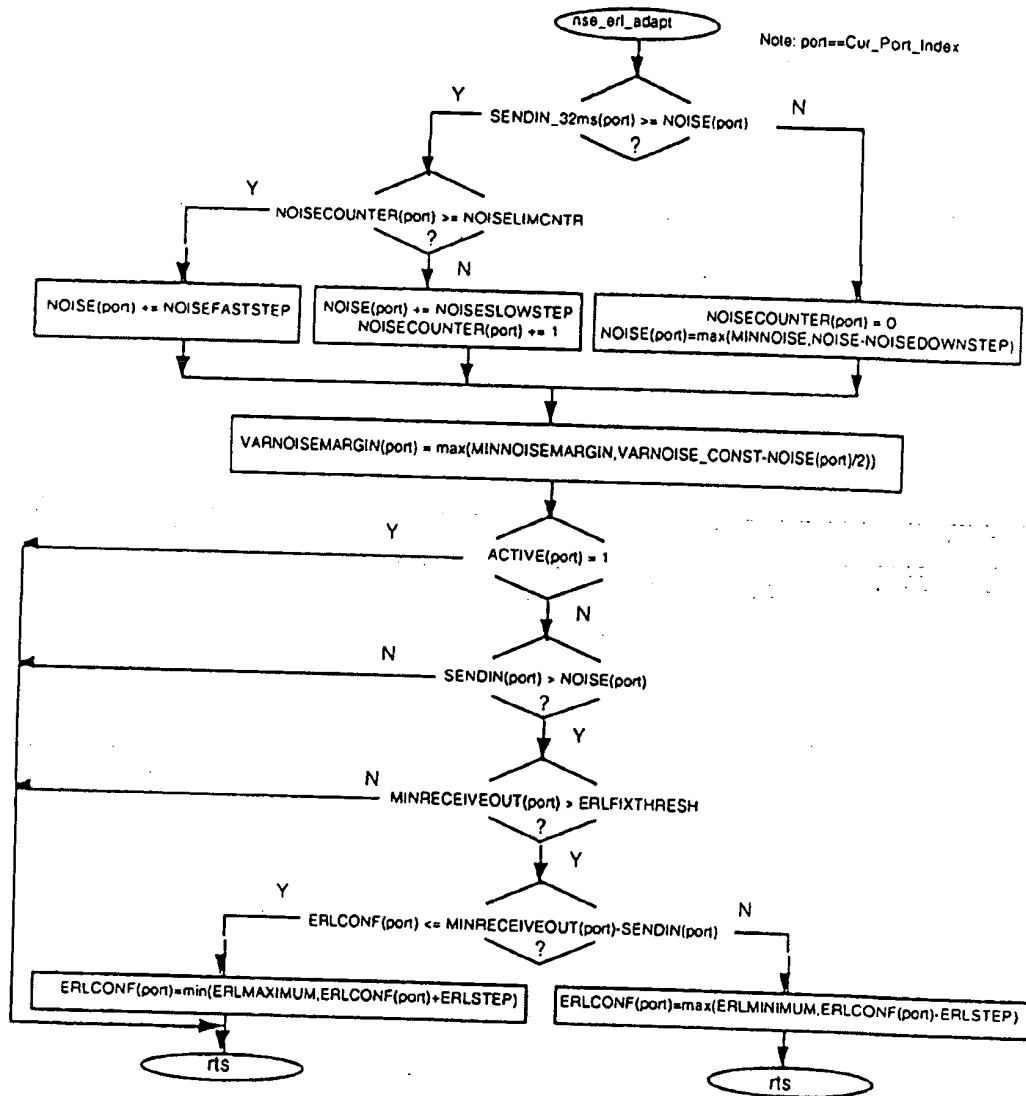 nse_erl_adapt
Note: port==Cur_Port_Index
Y
SENDIN_32ms(port) >= NOISE(port)
N
?
Y
NOISECOUNTER(port) >= NOISELIMCNTR
?
N
NOISE(port) += NOISEFASTSTEP
NOISE(port) += NOISESLOWSTEP
NOISECOUNTER(port) += 1
NOISECOUNTER(port) = 0
NOISE(port)=max(MINNOISE,NOISE-NOISEDOWNSTEP)
VARNOISEMARGIN(port) = max(MINNOISEMARGIN,VARNOISE_CONST-NOISE(port)/2))
Y
ACTIVE(port) = 1
N
N
SENDIN(port) > NOISE(port)
?
Y
N
MINRECEIVEOUT(port) > ERLFIXTHRESH
?
Y
Y
ERLCONF(port) <= MINRECEIVEOUT(port)-SENDIN(port)
N
?
ERLCONF(port)=min(ERLMAXIMUM,ERLCONF(port)+ERLSTEP)
ERLCONF(port)=max(ERLMINIMUM,ERLCONF(port)-ERLSTEP)
rts
rts